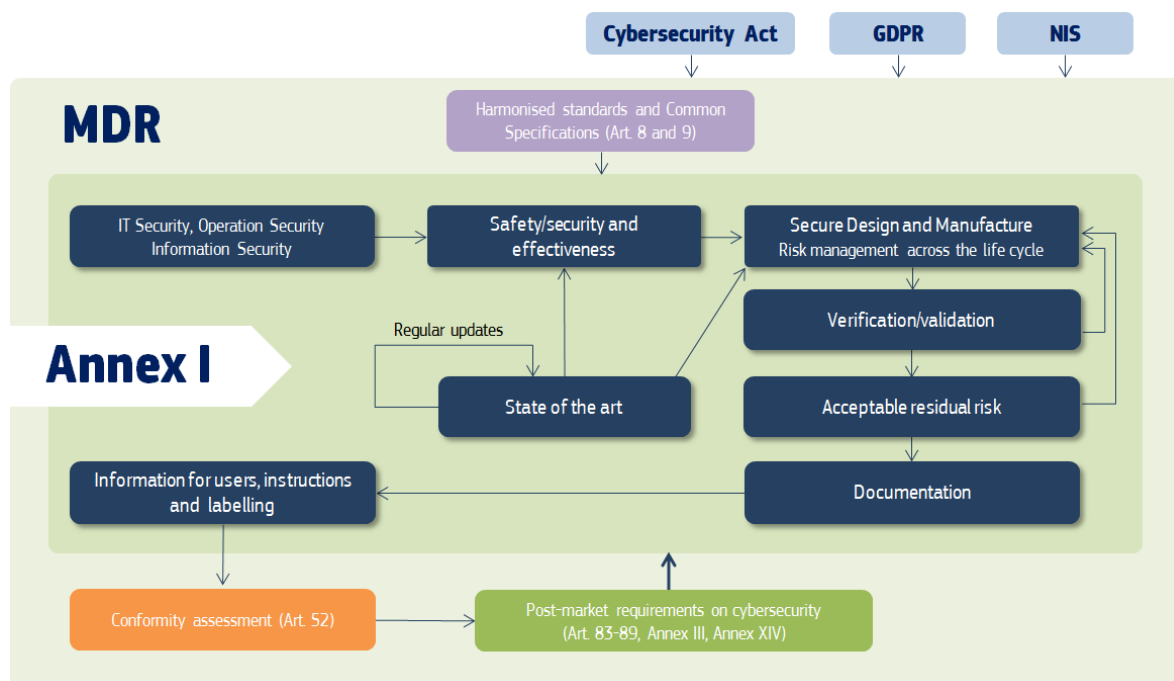 Cybersecurity Act
GDPR
NIS
MDR
Harmonised standards and Common
Specifications (Art. 8 and 9)
IT Security, Operation Security
Information Security
Safety/security and
effectiveness
Secure Design and Manufacture
Risk management across the life cycle
Verification/validation
Regular updates
Annex I
State of the art
Acceptable residual risk
Information for users, instructions
and labelling
Documentation
Conformity assessment (Art. 52)
Post-market requirements on cybersecurity
(Art. 83-89, Annex III, Annex XIV)